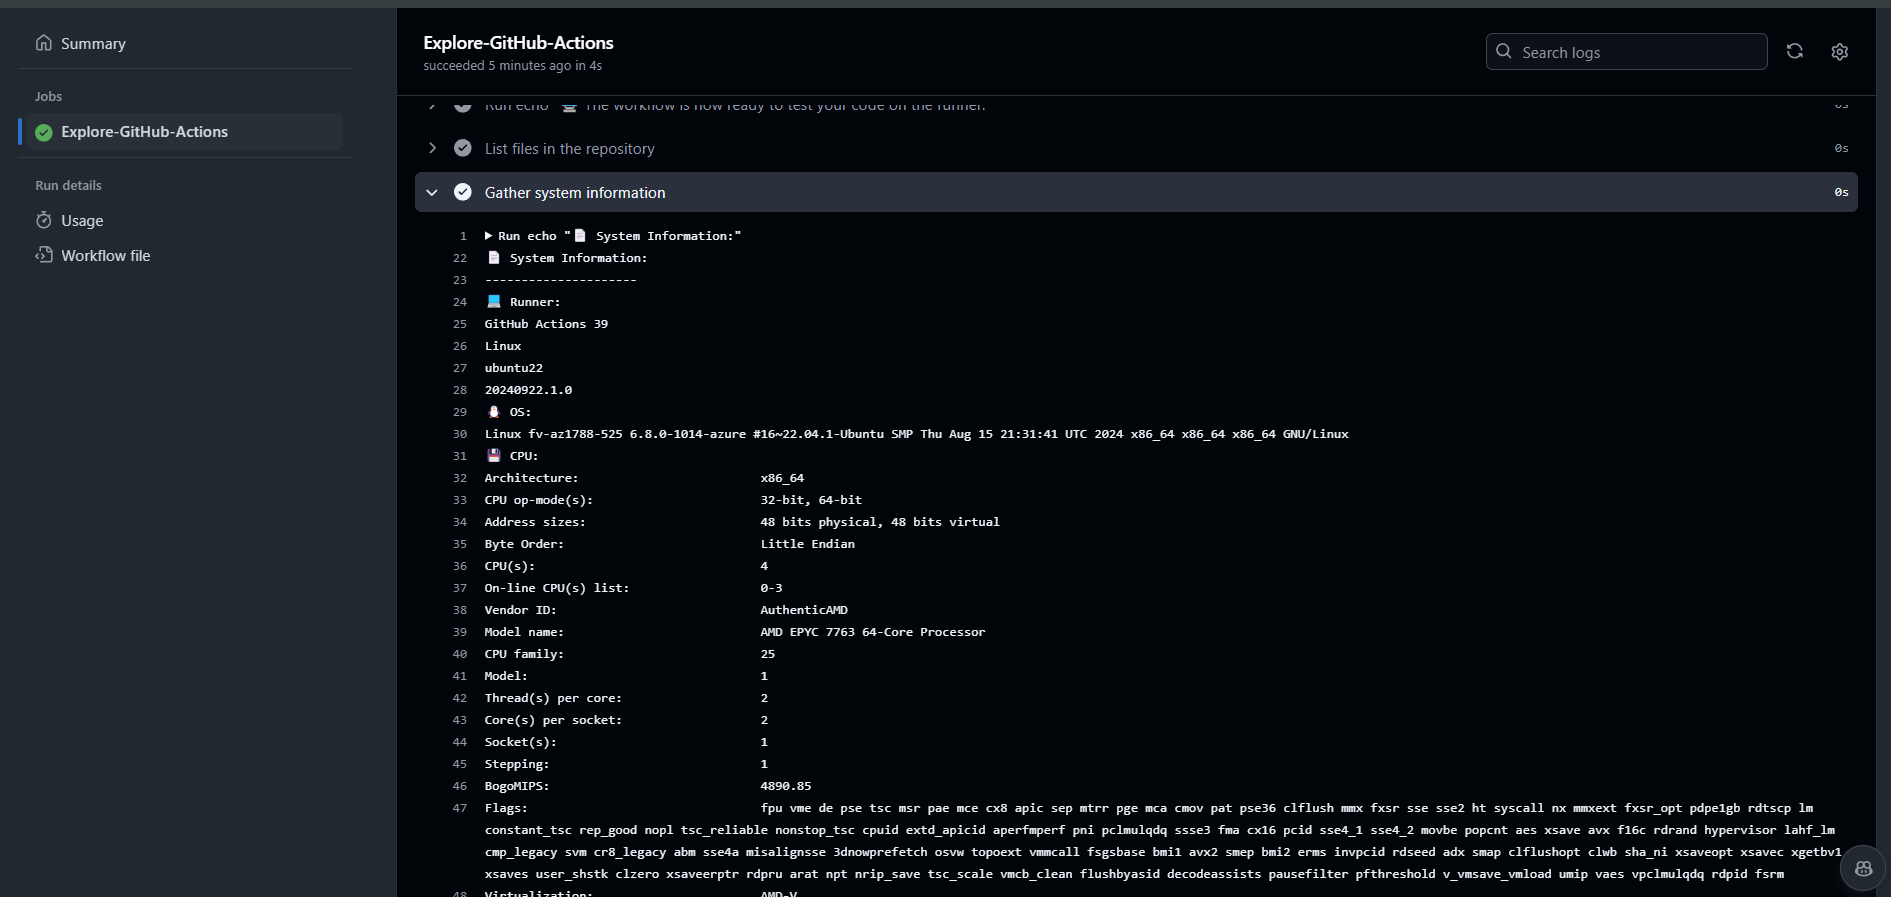 Summary
Jobs
Explore-GitHub-Actions
Run details
Usage
Workflow file
Explore-GitHub-Actions
succeeded 5 minutes ago in 4s
Search logs
Run echo "☕ The workflow is now ready to test your code on the runner." 0s
List files in the repository 0s
Gather system information 0s
1 Run echo "📄 System Information:"
22 📄 System Information:
23 ---------------------
24 💻 Runner:
25 GitHub Actions 39
26 Linux
27 ubuntu22
28 20240922.1.0
29 🐧 OS:
30 Linux fv-az1788-525 6.8.0-1014-azure #16~22.04.1-Ubuntu SMP Thu Aug 15 21:31:41 UTC 2024 x86_64 x86_64 x86_64 GNU/Linux
31 💾 CPU:
32 Architecture: x86_64
33 CPU op-mode(s): 32-bit, 64-bit
34 Address sizes: 48 bits physical, 48 bits virtual
35 Byte Order: Little Endian
36 CPU(s): 4
37 On-line CPU(s) list: 0-3
38 Vendor ID: AuthenticAMD
39 Model name: AMD EPYC 7763 64-Core Processor
40 CPU family: 25
41 Model: 1
42 Thread(s) per core: 2
43 Core(s) per socket: 2
44 Socket(s): 1
45 Stepping: 1
46 BogoMIPS: 4890.85
47 Flags: fpu vme de pse tsc msr pae mce cx8 apic sep mtrr pge mca cmov pat pse36 clflush mmx fxsr sse sse2 ht syscall nx mmxext fxsr_opt pdpe1gb rdtscp lm
constant_tsc rep_good nopl tsc_reliable nonstop_tsc cpuid extd_apicid aperfmperf pni pclmulqdq ssse3 fma cx16 pcid sse4_1 sse4_2 movbe popcnt aes xsave avx f16c rdrand hypervisor lahf_lm
cmp_legacy svm cr8_legacy abm sse4a misalignsse 3dnowprefetch osvw topoext vmmcall fsgsbase bmi1 avx2 smep bmi2 erms invpcid rdseed adx smap clflushopt clwb sha_ni xsaveopt xsavec xgetbv1
xsaves user_shstk clzero xsaveerptr rdpru arat npt nrip_save tsc_scale vmcb_clean flushbyasid decodeassists pausefilter pfthreshold v_vmsave_vmload umip vaes vpclmulqdq rdpid fsrm
48 Virtualization: AMD-V